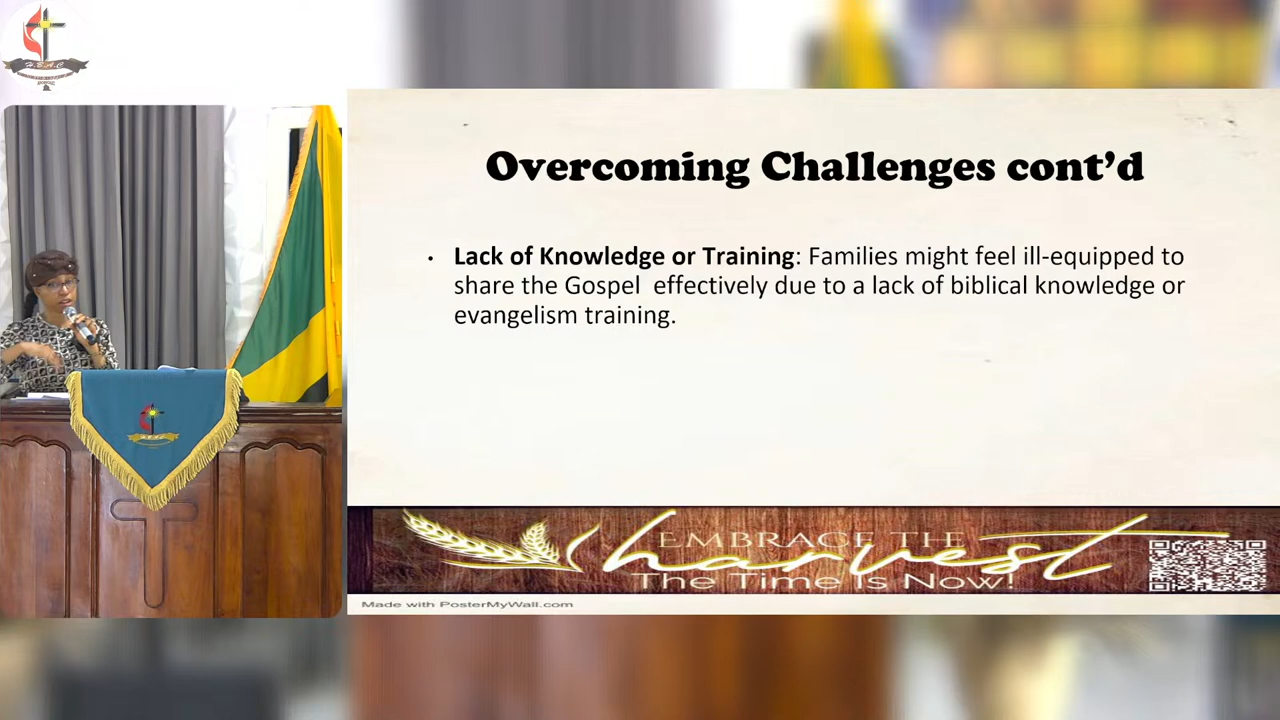 H.B.A.C
Overcoming Challenges cont’d
• Lack of Knowledge or Training: Families might feel ill-equipped to
share the Gospel effectively due to a lack of biblical knowledge or
evangelism training.
EMBRACE THE
harvest
The Time Is Now!
Made with PosterMyWall.com